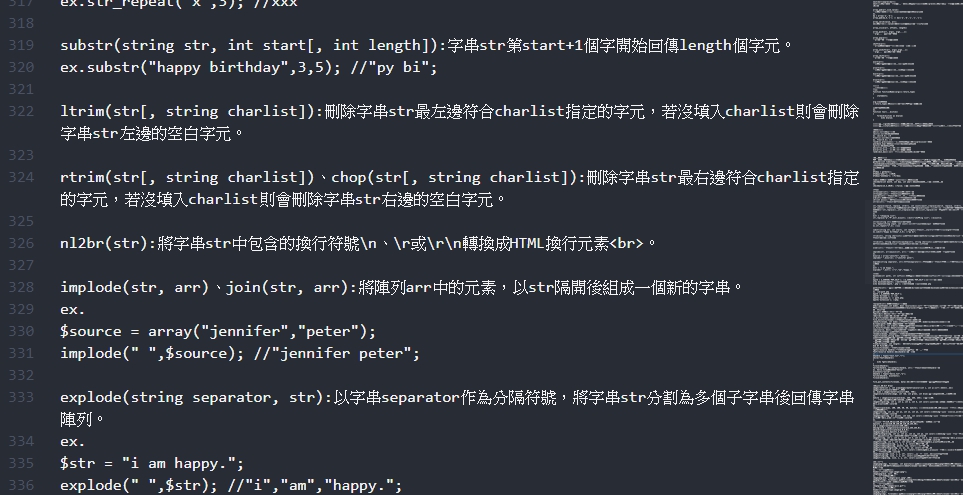 317 ex.str_repeat("x",3); //xxx
318
319 substr(string str, int start[, int length]):字串str第start+1個字開始回傳length個字元。
320 ex.substr("happy birthday",3,5); //"py bi";
321
322 ltrim(str[, string charlist]):刪除字串str最左邊符合charlist指定的字元，若沒填入charlist則會刪除
字串str左邊的空白字元。
323
324 rtrim(str[, string charlist])、chop(str[, string charlist]):刪除字串str最右邊符合charlist指定
的字元，若沒填入charlist則會刪除字串str右邊的空白字元。
325
326 nl2br(str):將字串str中包含的換行符號\n、\r或\r\n轉換成HTML換行元素<br>。
327
328 implode(str, arr)、join(str, arr):將陣列arr中的元素，以str隔開後組成一個新的字串。
329 ex.
330 $source = array("jennifer","peter");
331 implode(" ",$source); //"jennifer peter";
332
333 explode(string separator, str):以字串separator作為分隔符號，將字串str分割為多個子字串後回傳字串
陣列。
334 ex.
335 $str = "i am happy.";
336 explode(" ",$str); //"i","am","happy.";